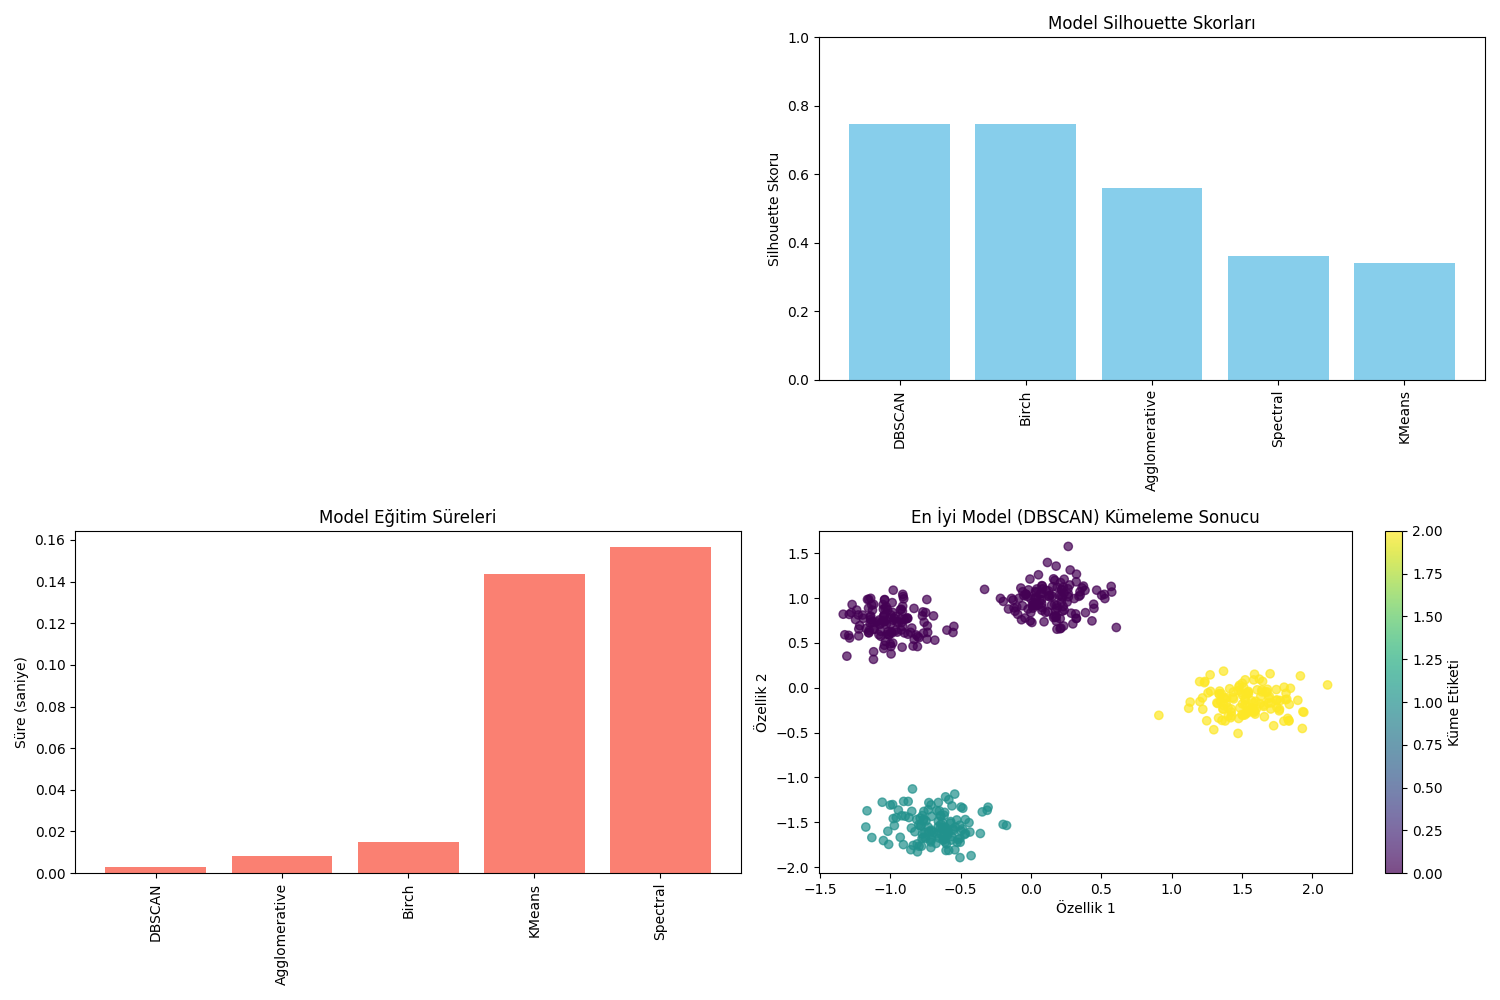 Model Silhouette Skorları
Silhouette Skoru
1.0
0.8
0.6
0.4
0.2
0.0
DBSCAN
Birch
Agglomerative
Spectral
KMeans
Model Eğitim Süreleri
Süre (saniye)
0.16
0.14
0.12
0.10
0.08
0.06
0.04
0.02
0.00
DBSCAN
Agglomerative
Birch
KMeans
Spectral
En İyi Model (DBSCAN) Kümeleme Sonucu
Özellik 2
1.5
1.0
0.5
0.0
−0.5
−1.0
−1.5
−2.0
−1.5
−1.0
−0.5
0.0
0.5
1.0
1.5
2.0
Özellik 1
2.00
1.75
1.50
1.25
1.00
0.75
0.50
0.25
0.00
Küme Etiketi